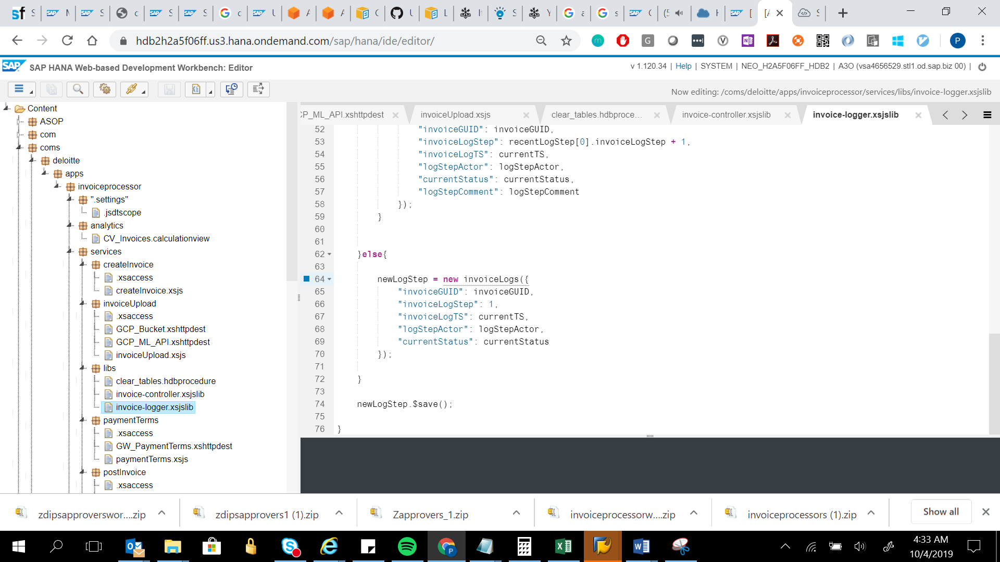 hdb2h2a5f06ff.us3.hana.ondemand.com/sap/hana/ide/editor/
SAP SAP HANA Web-based Development Workbench: Editor
v 1.120.34 | Help | SYSTEM | NEO_H2A5F06FF_HDB2 | A3O (vsa4656529.stl1.od.sap.biz 00) |
Now editing: /coms/deloitte/apps/invoiceprocessor/services/libs/invoice-logger.xsjslib
Content
ASOP
com
coms
deloitte
apps
invoiceprocessor
".settings"
.jsdtscope
analytics
CV_Invoices.calculationview
services
createInvoice
.xsaccess
createInvoice.xsjs
invoiceUpload
.xsaccess
GCP_Bucket.xshttpdest
GCP_ML_API.xshttpdest
invoiceUpload.xsjs
libs
clear_tables.hdbprocedure
invoice-controller.xsjslib
invoice-logger.xsjslib
paymentTerms
.xsaccess
GW_PaymentTerms.xshttpdest
paymentTerms.xsjs
postInvoice
.xsaccess
CP_ML_API.xshttpdest
invoiceUpload.xsjs
clear_tables.hdbproce...
invoice-controller.xsjslib
invoice-logger.xsjslib
52 "invoiceGUID": invoiceGUID,
53 "invoiceLogStep": recentLogStep[0].invoiceLogStep + 1,
54 "invoiceLogTS": currentTS,
55 "logStepActor": logStepActor,
56 "currentStatus": currentStatus,
57 "logStepComment": logStepComment
58 });
59 }
60
61
62 }else{
63
64 newLogStep = new invoiceLogs({
65 "invoiceGUID": invoiceGUID,
66 "invoiceLogStep": 1,
67 "invoiceLogTS": currentTS,
68 "logStepActor": logStepActor,
69 "currentStatus": currentStatus
70 });
71
72 }
73
74 newLogStep.$save();
75
76 }
zdipsapproverswor....zip
zdipsapprovers1 (1).zip
Zapprovers_1.zip
invoiceprocessorw....zip
invoiceprocessors (1).zip
Show all
4:33 AM
10/4/2019